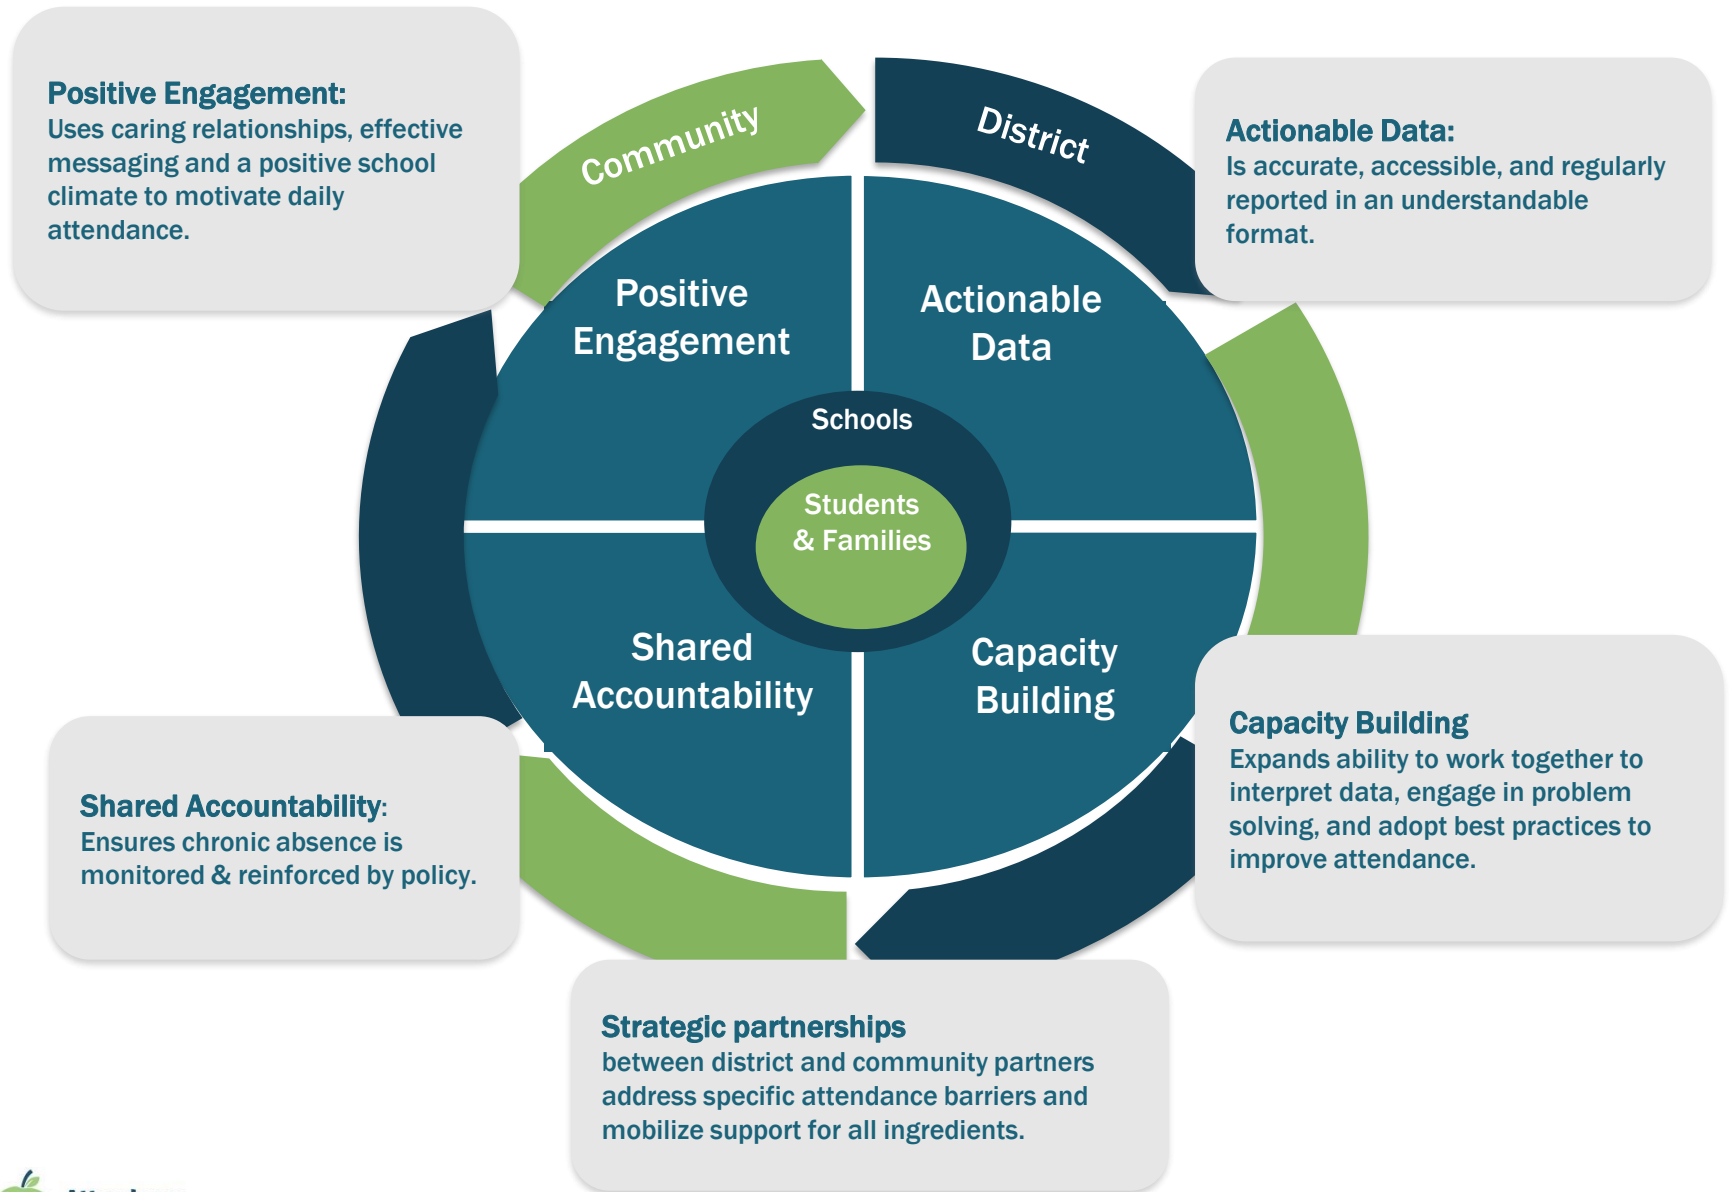 Positive Engagement:
Uses caring relationships, effective
messaging and a positive school
climate to motivate daily
attendance.
Community
District
Actionable Data:
Is accurate, accessible, and regularly
reported in an understandable
format.
Positive
Engagement
Actionable
Data
Schools
Students
& Families
Shared
Accountability
Capacity
Building
Shared Accountability:
Ensures chronic absence is
monitored & reinforced by policy.
Capacity Building
Expands ability to work together to
interpret data, engage in problem
solving, and adopt best practices to
improve attendance.
Strategic partnerships
between district and community partners
address specific attendance barriers and
mobilize support for all ingredients.